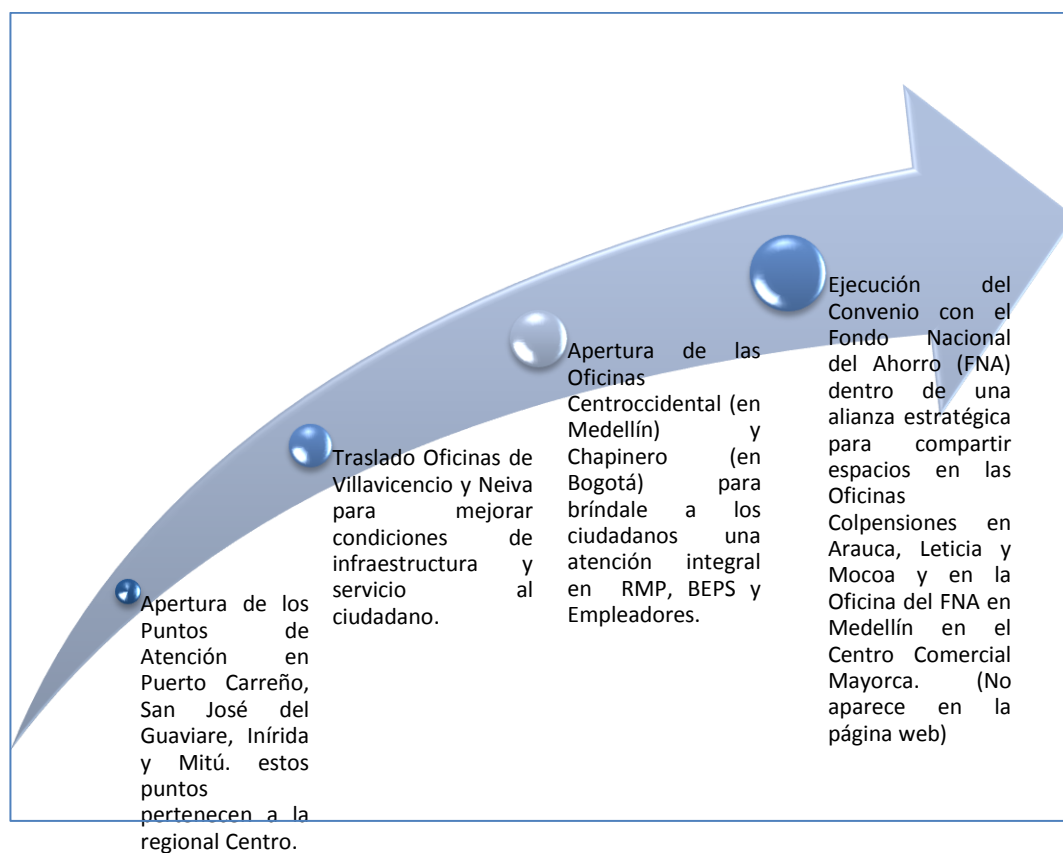 Apertura de los
Puntos de
Atención en
Puerto Carreño,
San José del
Guaviare, Inírida
y Mitú. estos
puntos
pertenecen a la
regional Centro.
Traslado Oficinas de
Villavicencio y Neiva
para mejorar
condiciones de
infraestructura y
servicio al
ciudadano.
Apertura de las
Oficinas
Centroccidental (en
Medellín) y
Chapinero (en
Bogotá) para
bríndale a los
ciudadanos una
atención integral
en RMP, BEPS y
Empleadores.
Ejecución del
Convenio con el
Fondo Nacional
del Ahorro (FNA)
dentro de una
alianza estratégica
para compartir
espacios en las
Oficinas
Colpensiones en
Arauca, Leticia y
Mocoa y en la
Oficina del FNA en
Medellín en el
Centro Comercial
Mayorca. (No
aparece en la
página web)